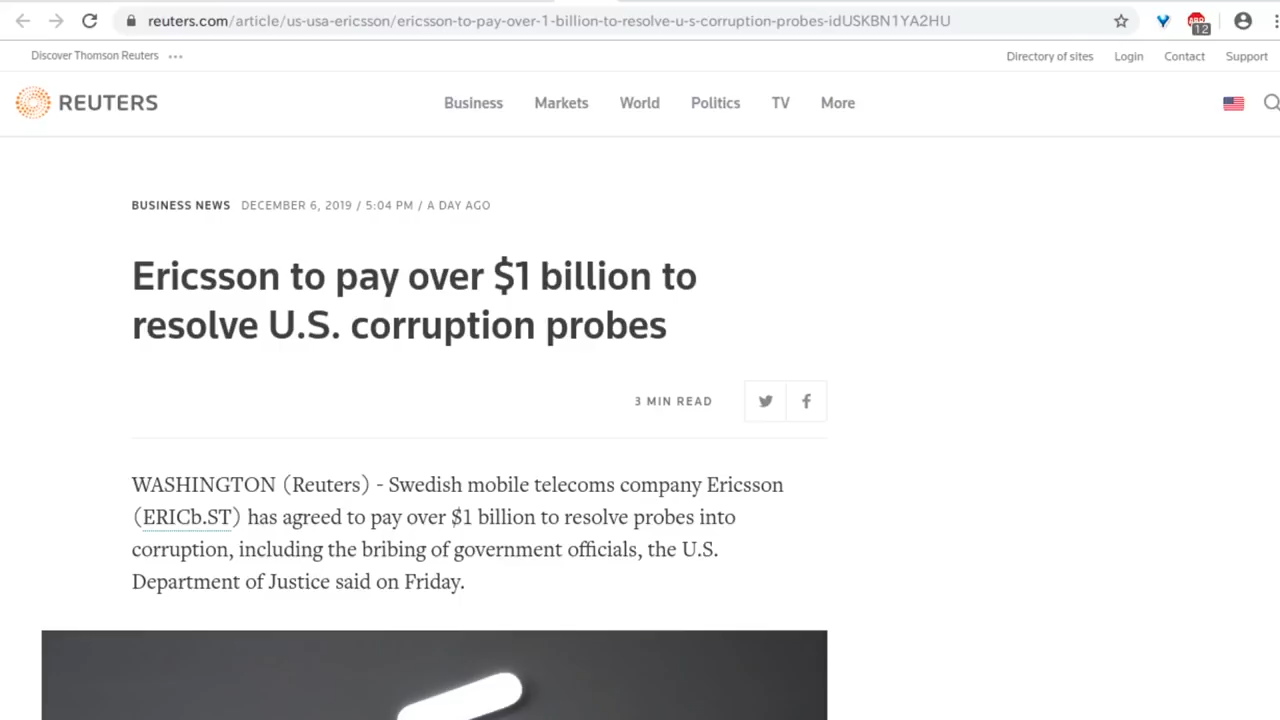 reuters.com/article/us-usa-ericsson/ericsson-to-pay-over-1-billion-to-resolve-u-s-corruption-probes-idUSKBN1YA2HU
ABP
12
Discover Thomson Reuters ...
Directory of sites Login Contact Support
REUTERS
Business Markets World Politics TV More
BUSINESS NEWS DECEMBER 6, 2019 / 5:04 PM / A DAY AGO
Ericsson to pay over $1 billion to
resolve U.S. corruption probes
3 MIN READ
WASHINGTON (Reuters) - Swedish mobile telecoms company Ericsson
(ERICb.ST) has agreed to pay over $1 billion to resolve probes into
corruption, including the bribing of government officials, the U.S.
Department of Justice said on Friday.